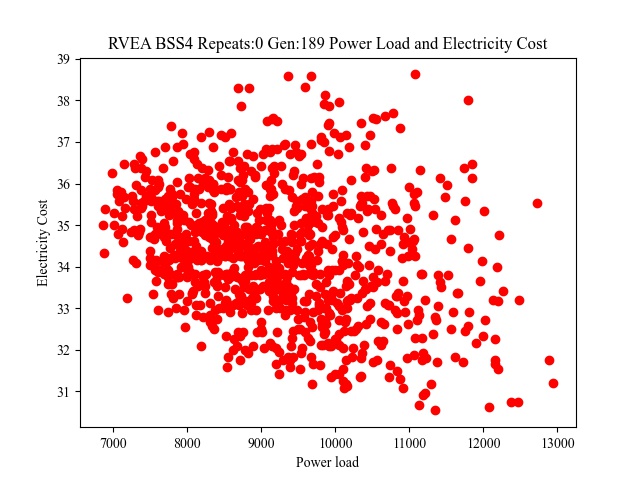 RVEA BSS4 Repeats:0 Gen:189 Power Load and Electricity Cost
39
38
37
36
35
34
33
32
31
Electricity Cost
7000 8000 9000 10000 11000 12000 13000
Power load